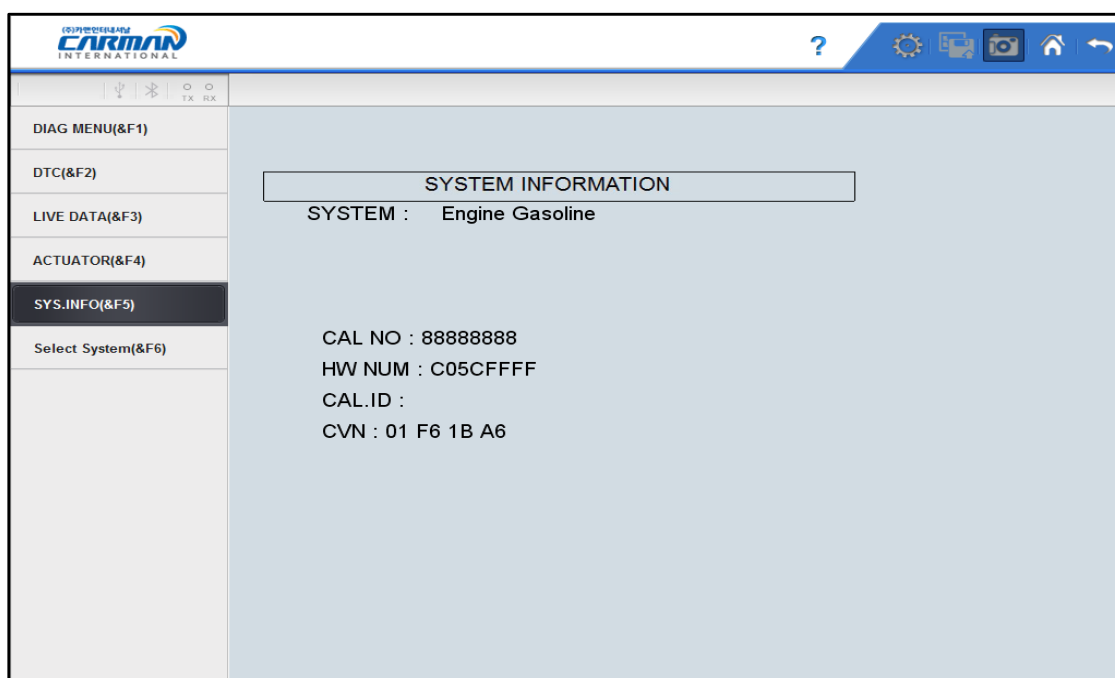 (주)카맨인터내셔날
CARMAN
INTERNATIONAL
?
TX RX
DIAG MENU(&F1)
DTC(&F2)
LIVE DATA(&F3)
ACTUATOR(&F4)
SYS.INFO(&F5)
Select System(&F6)
SYSTEM INFORMATION
SYSTEM : Engine Gasoline
CAL NO : 88888888
HW NUM : C05CFFFF
CAL.ID :
CVN : 01 F6 1B A6